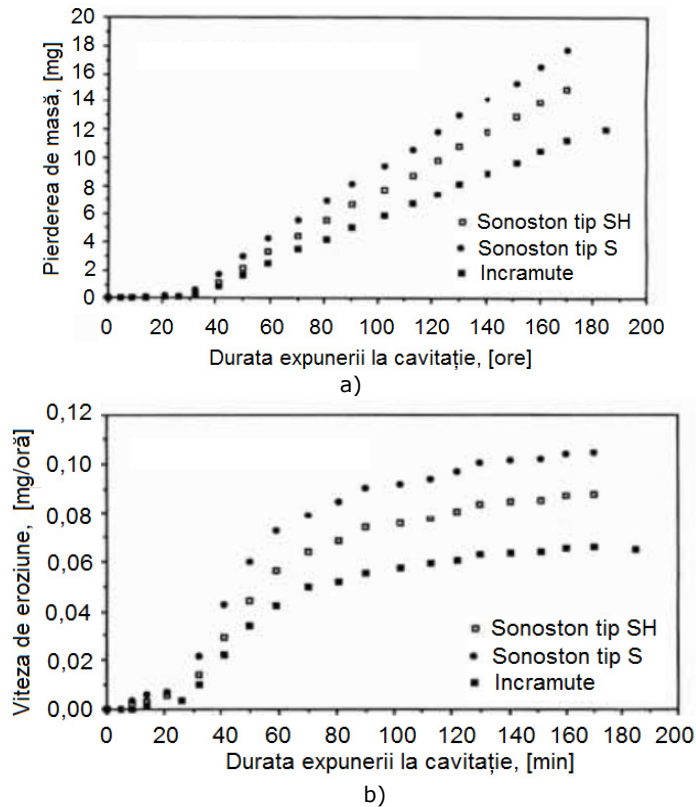 Pierderea de masă, [mg]
20
18
16
14
12
10
8
6
4
2
0
Sonoston tip SH
Sonoston tip S
Incramute
0 20 40 60 80 100 120 140 160 180 200
Durata expunerii la cavitație, [ore]
a)
Viteza de eroziune, [mg/oră]
0,12
0,10
0,08
0,06
0,04
0,02
0,00
Sonoston tip SH
Sonoston tip S
Incramute
0 20 40 60 80 100 120 140 160 180 200
Durata expunerii la cavitație, [min]
b)